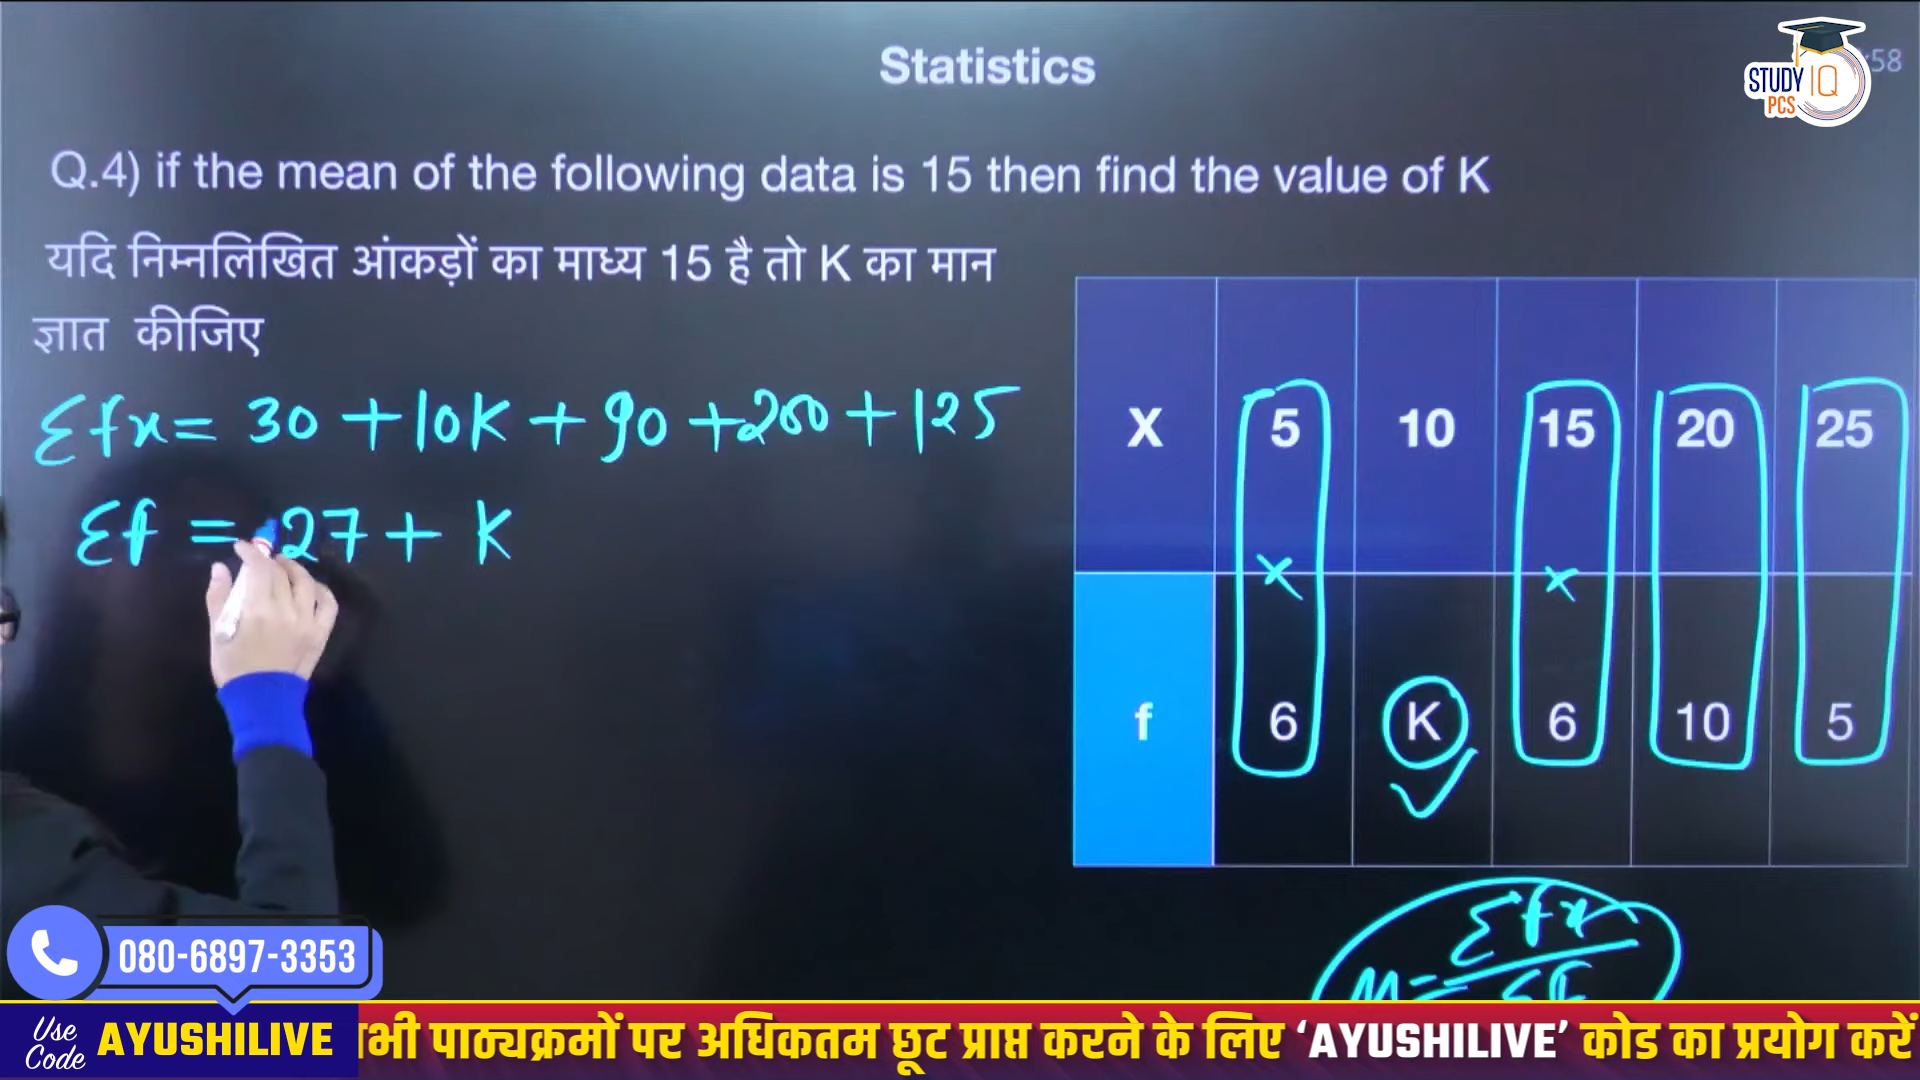 Statistics
:58
STUDY IQ
PCS
Q.4) if the mean of the following data is 15 then find the value of K
यदि निम्नलिखित आंकड़ों का माध्य 15 है तो K का मान
ज्ञात कीजिए
Σfx = 30 + 10K + 90 + 200 + 125
Σf = 27 + K
X 5 10 15 20 25
× ×
f 6 K 6 10 5
M = Σfx
Σf
080-6897-3353
Use Code AYUSHILIVE
भी पाठ्यक्रमों पर अधिकतम छूट प्राप्त करने के लिए ‘AYUSHILIVE’ कोड का प्रयोग करें